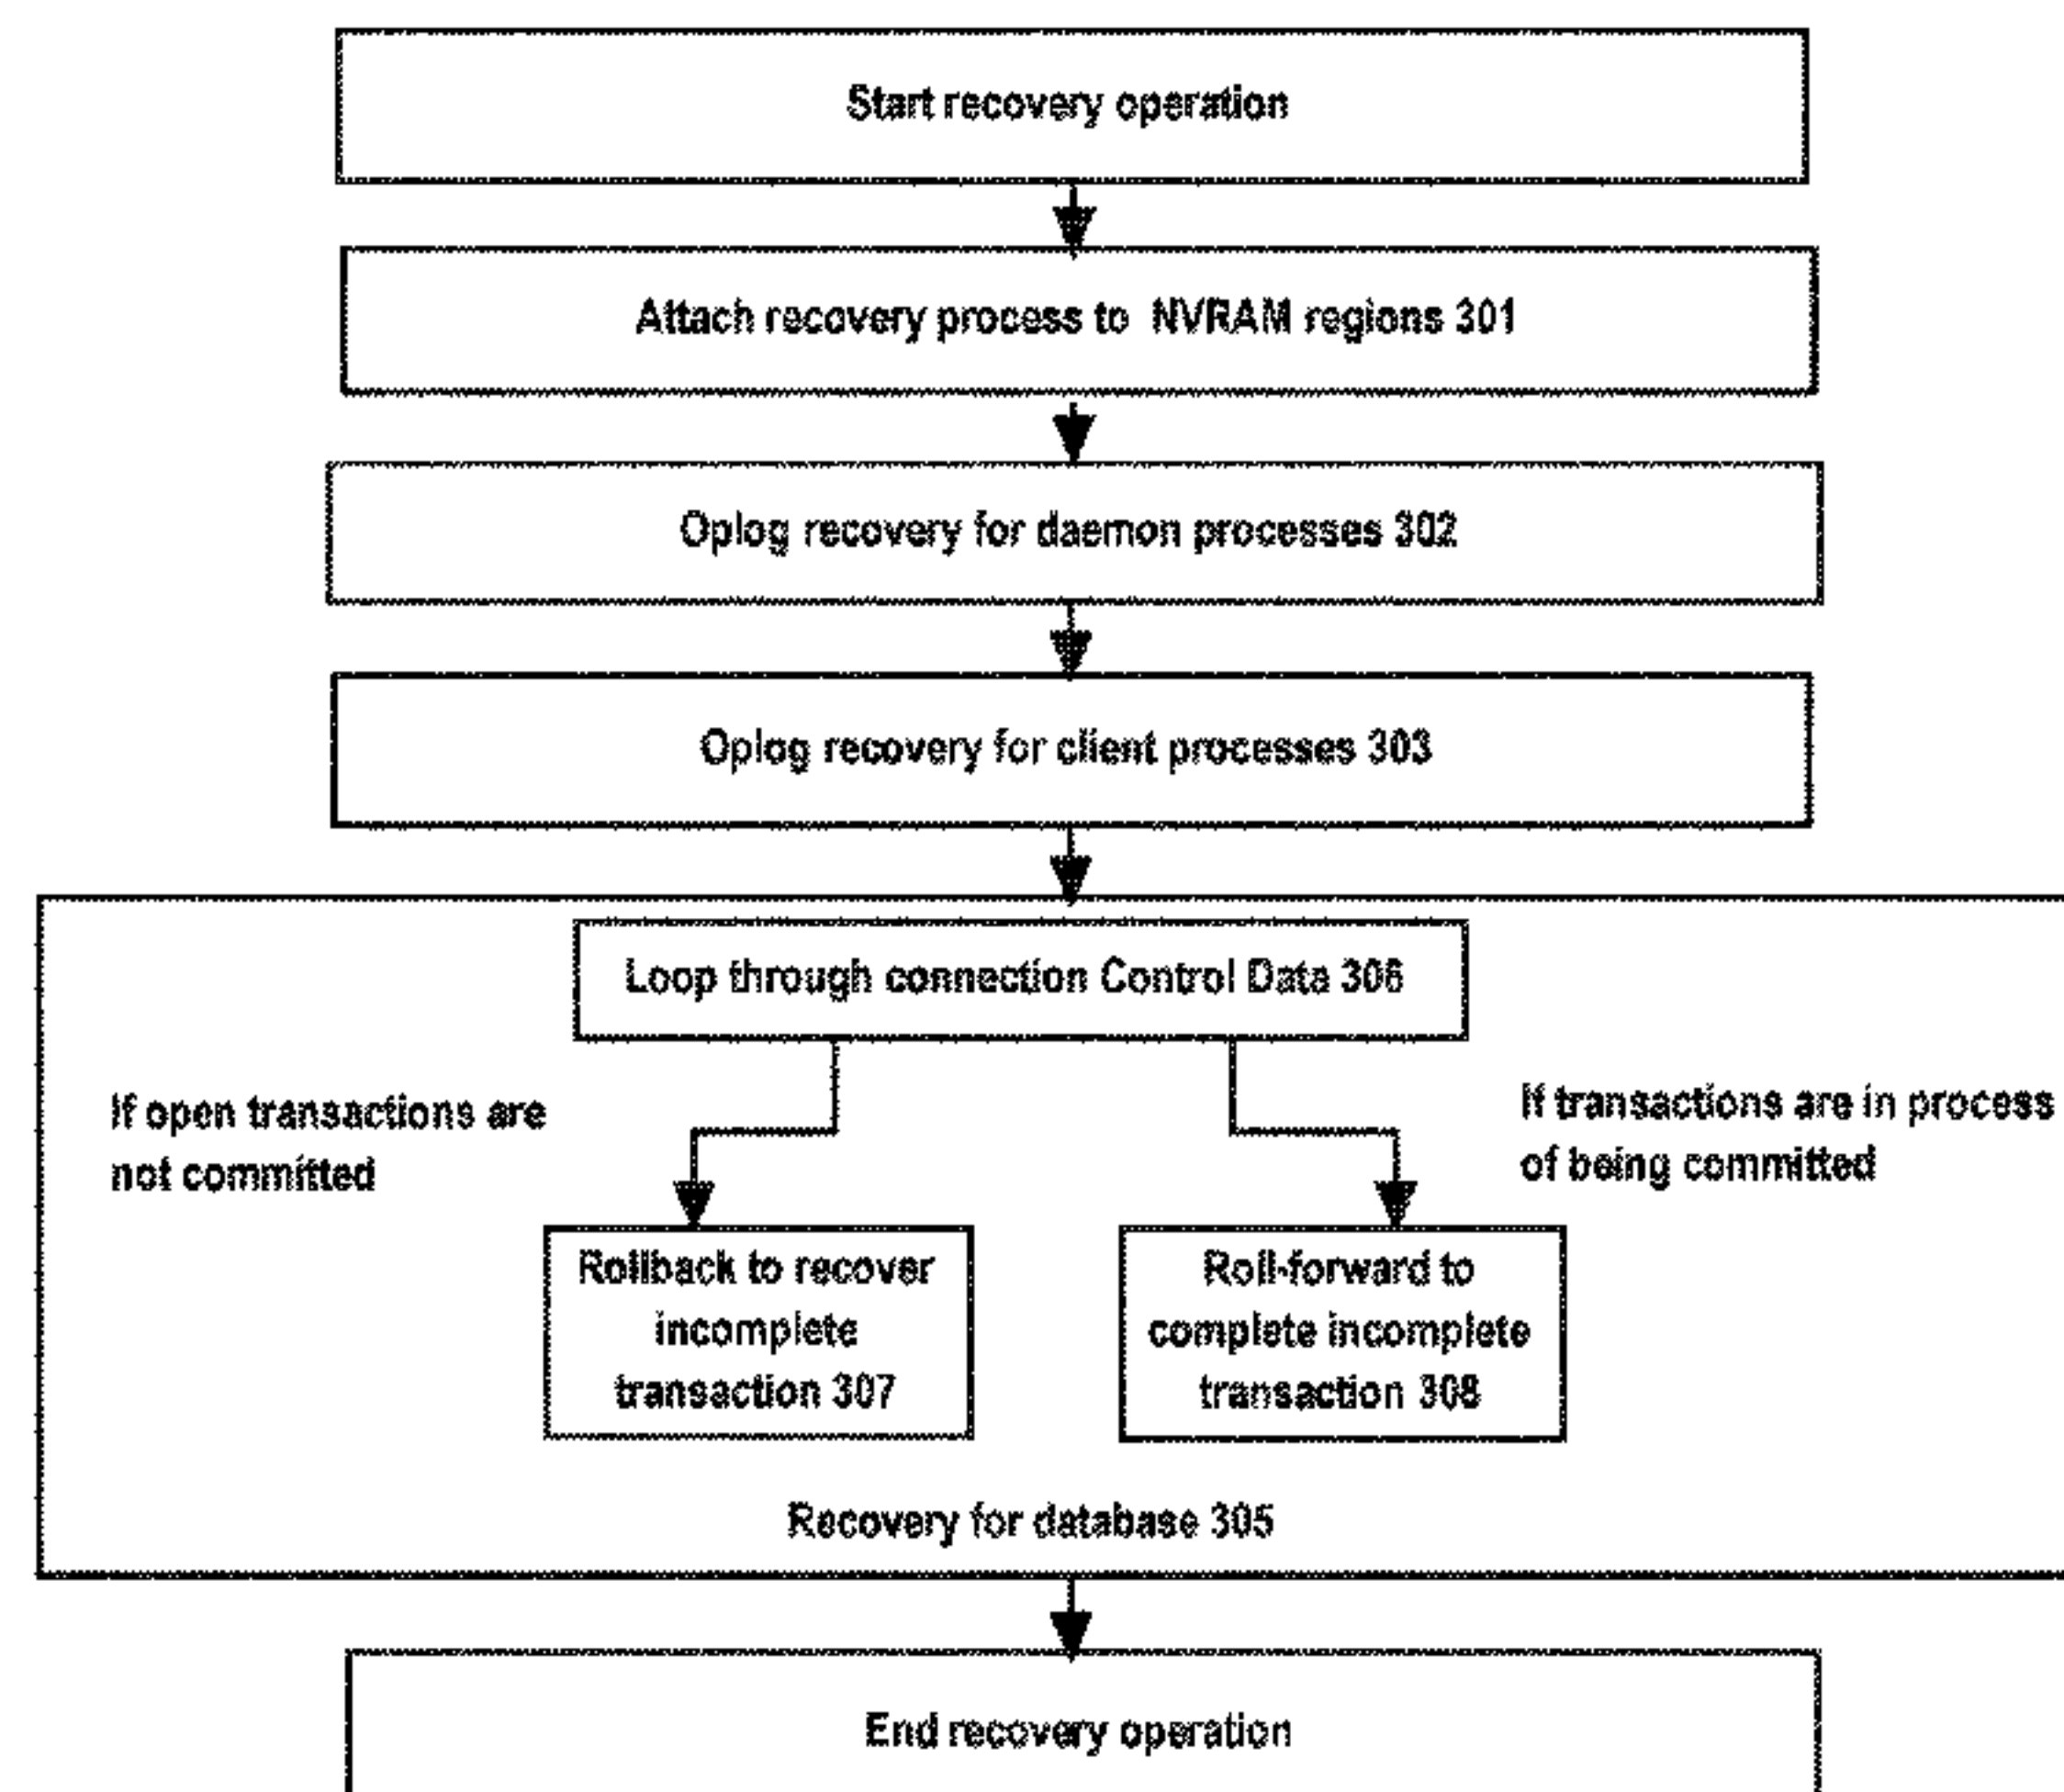 Start recovery operation
Attach recovery process to NVRAM regions 301
Oplog recovery for daemon processes 302
Oplog recovery for client processes 303
Loop through connection Control Data 306
If open transactions are
not committed
If transactions are in process
of being committed
Rollback to recover
incomplete
transaction 307
Roll-forward to
complete incomplete
transaction 308
Recovery for database 305
End recovery operation